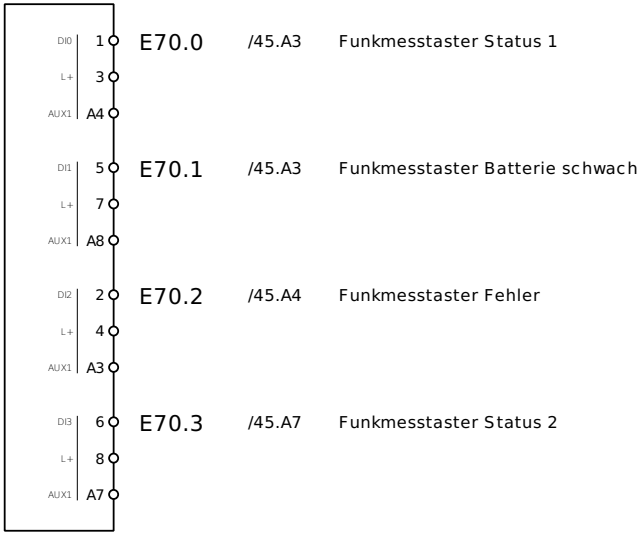 DI0 1 E70.0 /45.A3 Funkmesstaster Status 1
L+ 3
AUX1 A4
DI1 5 E70.1 /45.A3 Funkmesstaster Batterie schwach
L+ 7
AUX1 A8
DI2 2 E70.2 /45.A4 Funkmesstaster Fehler
L+ 4
AUX1 A3
DI3 6 E70.3 /45.A7 Funkmesstaster Status 2
L+ 8
AUX1 A7